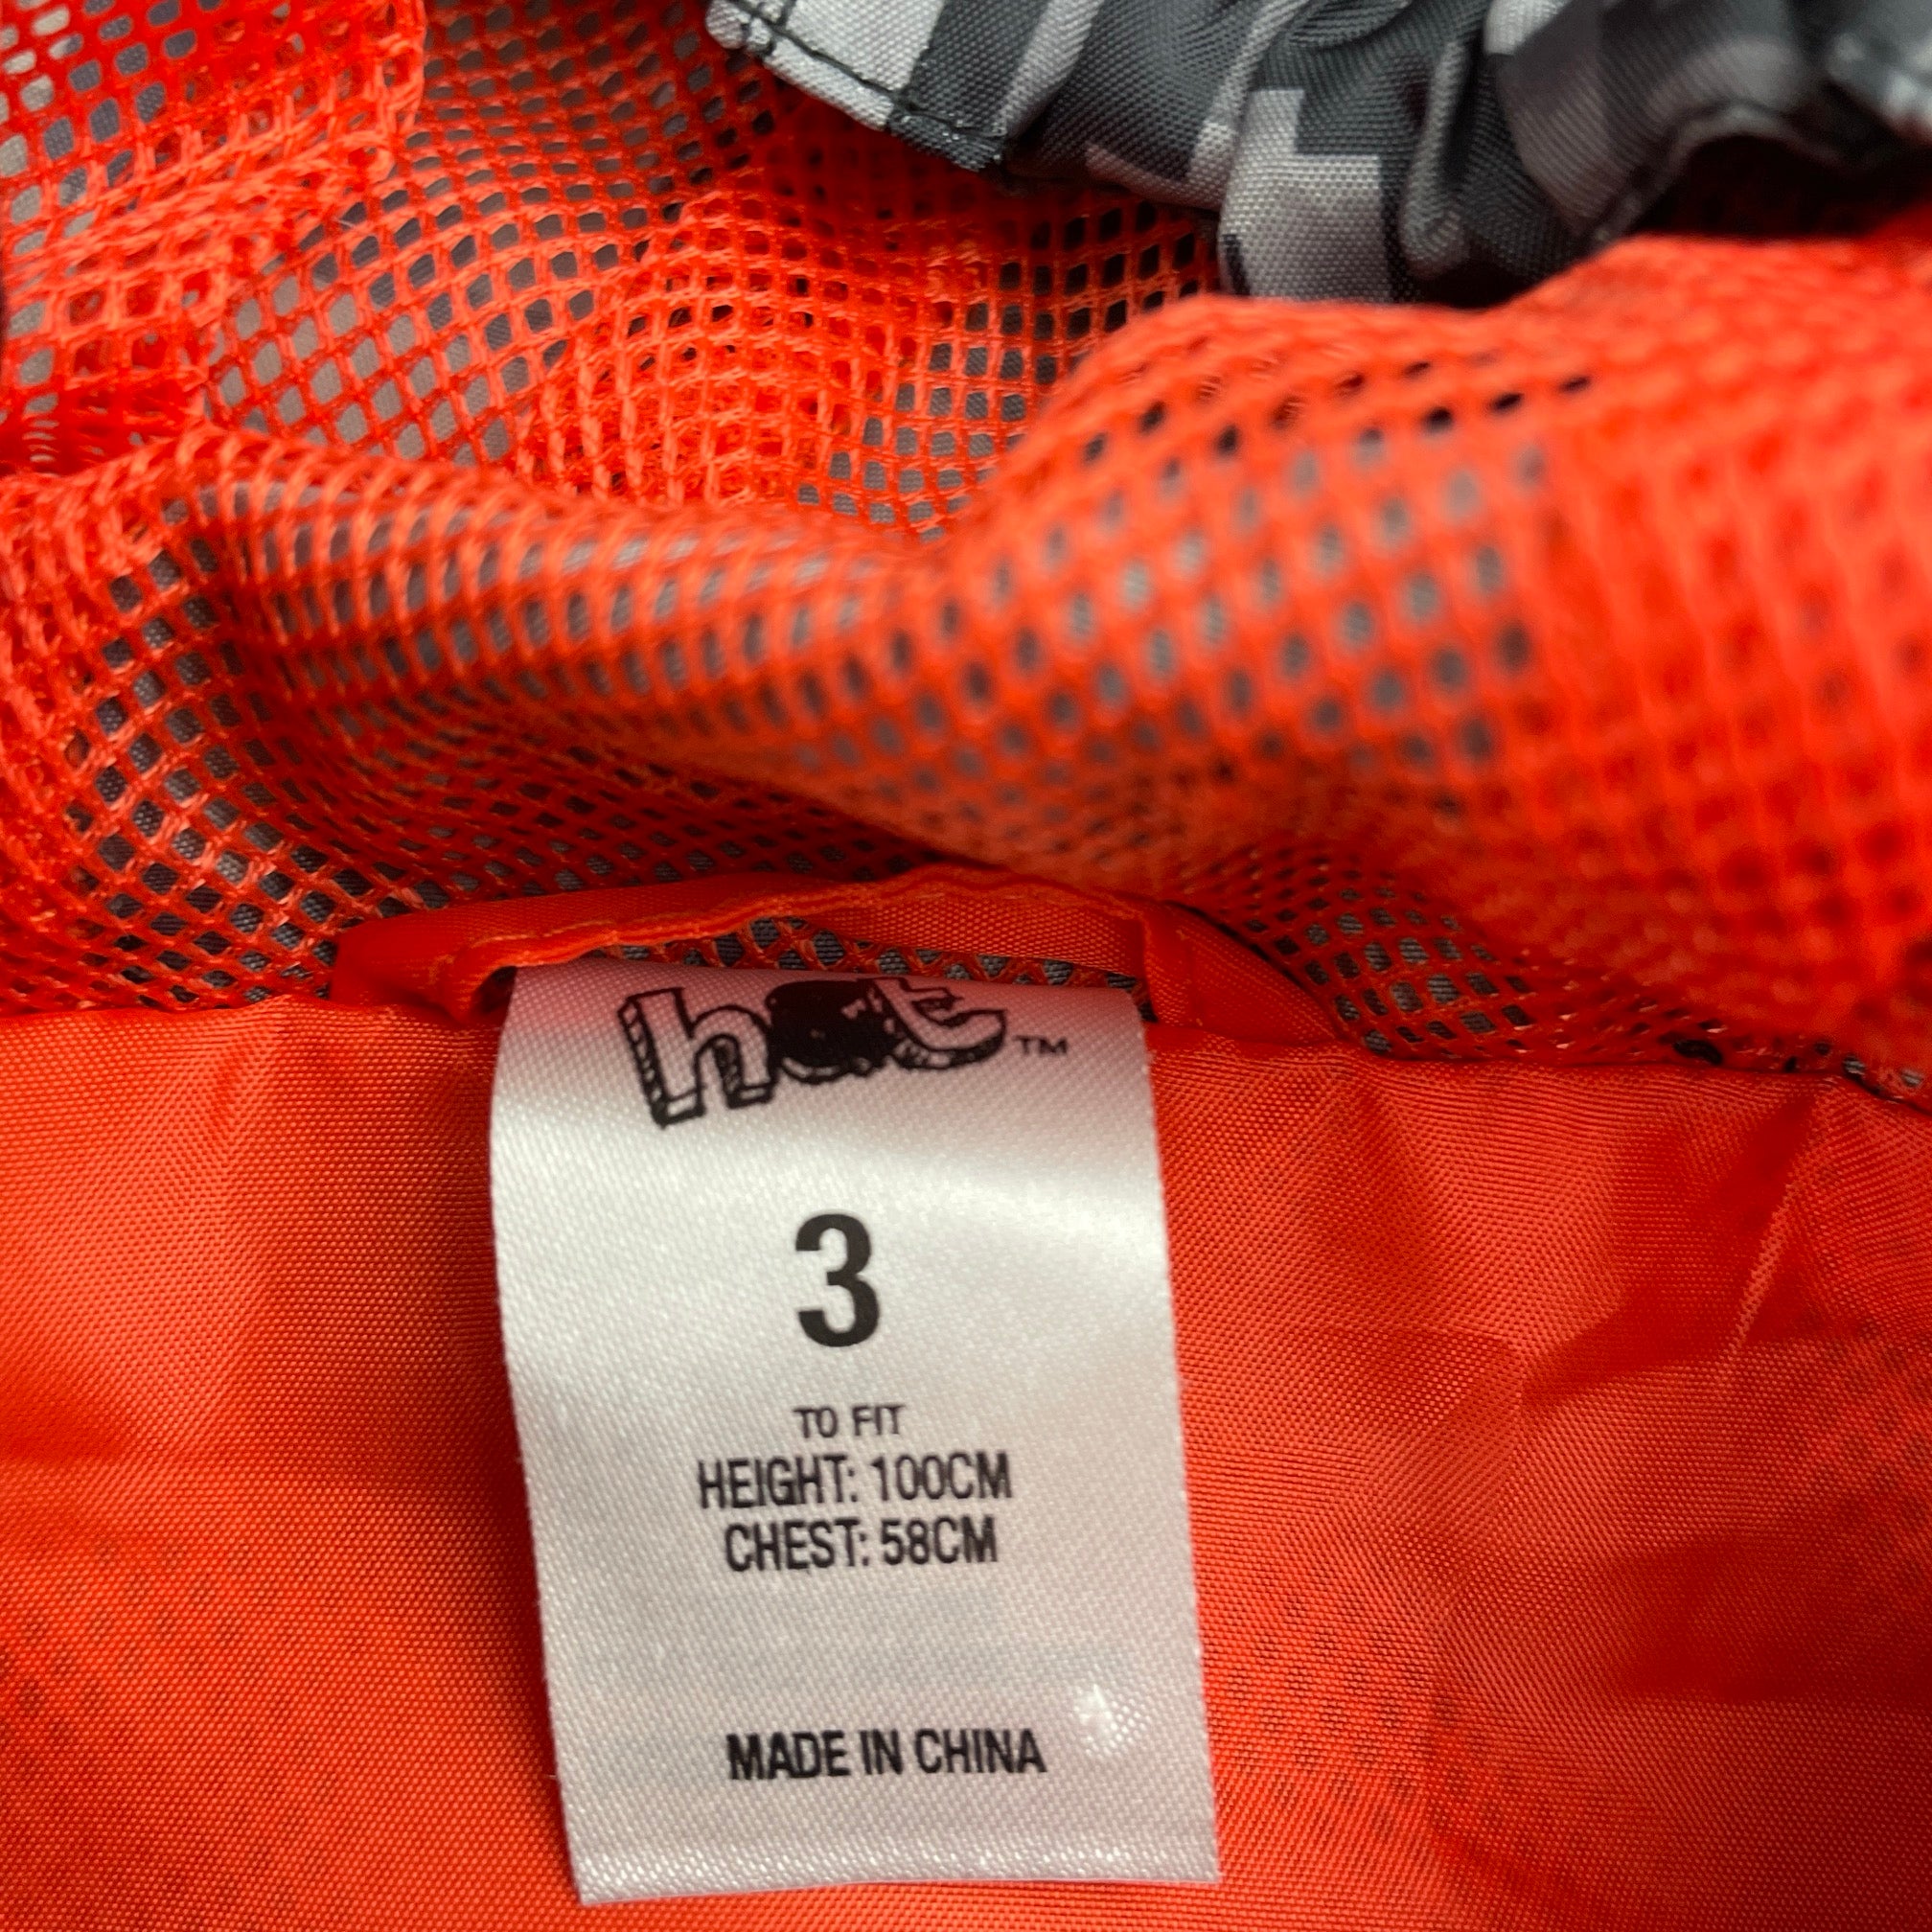 hot™
3
TO FIT
HEIGHT: 100CM
CHEST: 58CM
MADE IN CHINA